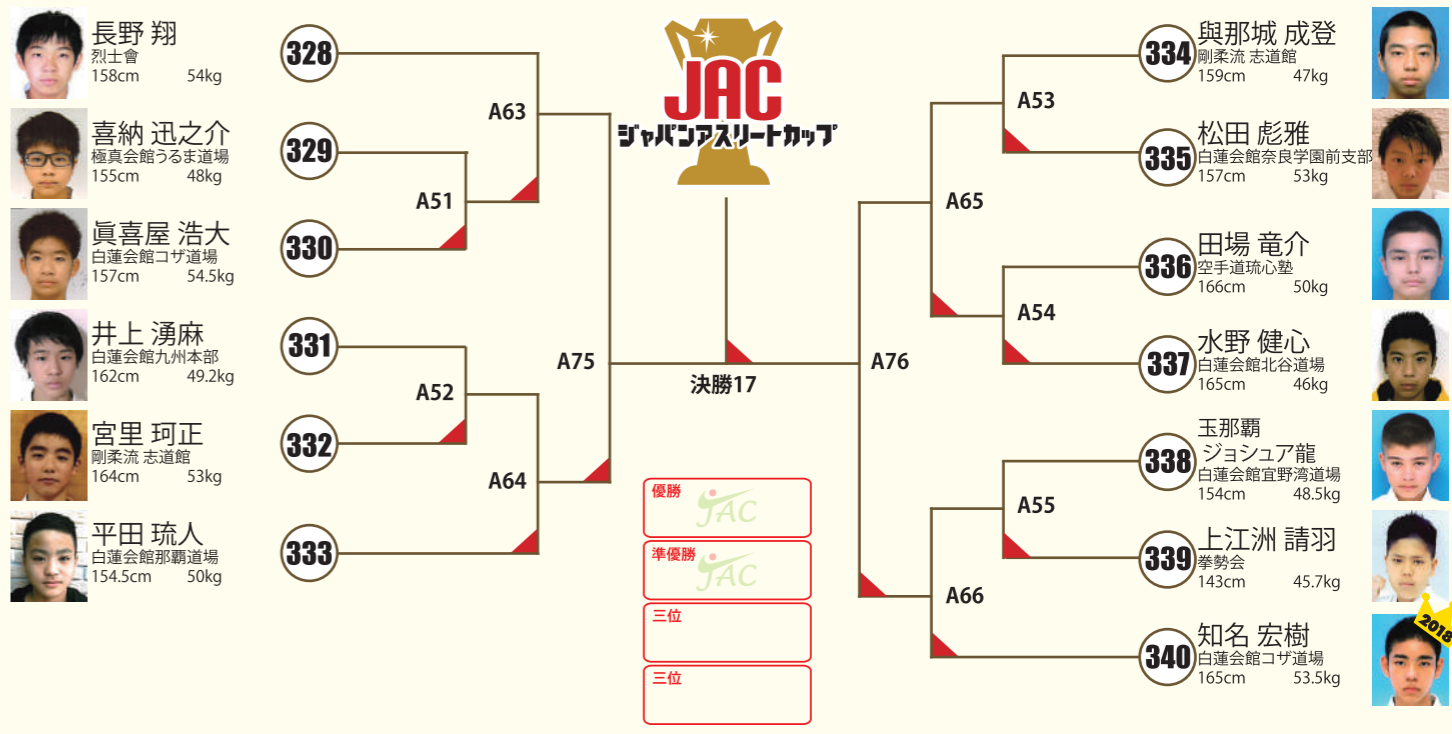 長野 翔
烈士會
158cm 54kg
328
喜納 迅之介
極真会館うるま道場
155cm 48kg
329
眞喜屋 浩大
白蓮会館コザ道場
157cm 54.5kg
330
井上 湧麻
白蓮会館九州本部
162cm 49.2kg
331
宮里 珂正
剛柔流 志道館
164cm 53kg
332
平田 琉人
白蓮会館那覇道場
154.5cm 50kg
333
A63
A51
A52
A64
A75
JAC
ジャパンアスリートカップ
決勝17
優勝
JAC
準優勝
JAC
三位
三位
A76
A65
A66
A53
A54
A55
334
與那城 成登
剛柔流 志道館
159cm 47kg
335
松田 彪雅
白蓮会館奈良学園前支部
157cm 53kg
336
田場 竜介
空手道琉心塾
166cm 50kg
337
水野 健心
白蓮会館北谷道場
165cm 46kg
338
玉那覇
ジョシュア龍
白蓮会館宜野湾道場
154cm 48.5kg
339
上江洲 請羽
拳勢会
143cm 45.7kg
2018
340
知名 宏樹
白蓮会館コザ道場
165cm 53.5kg